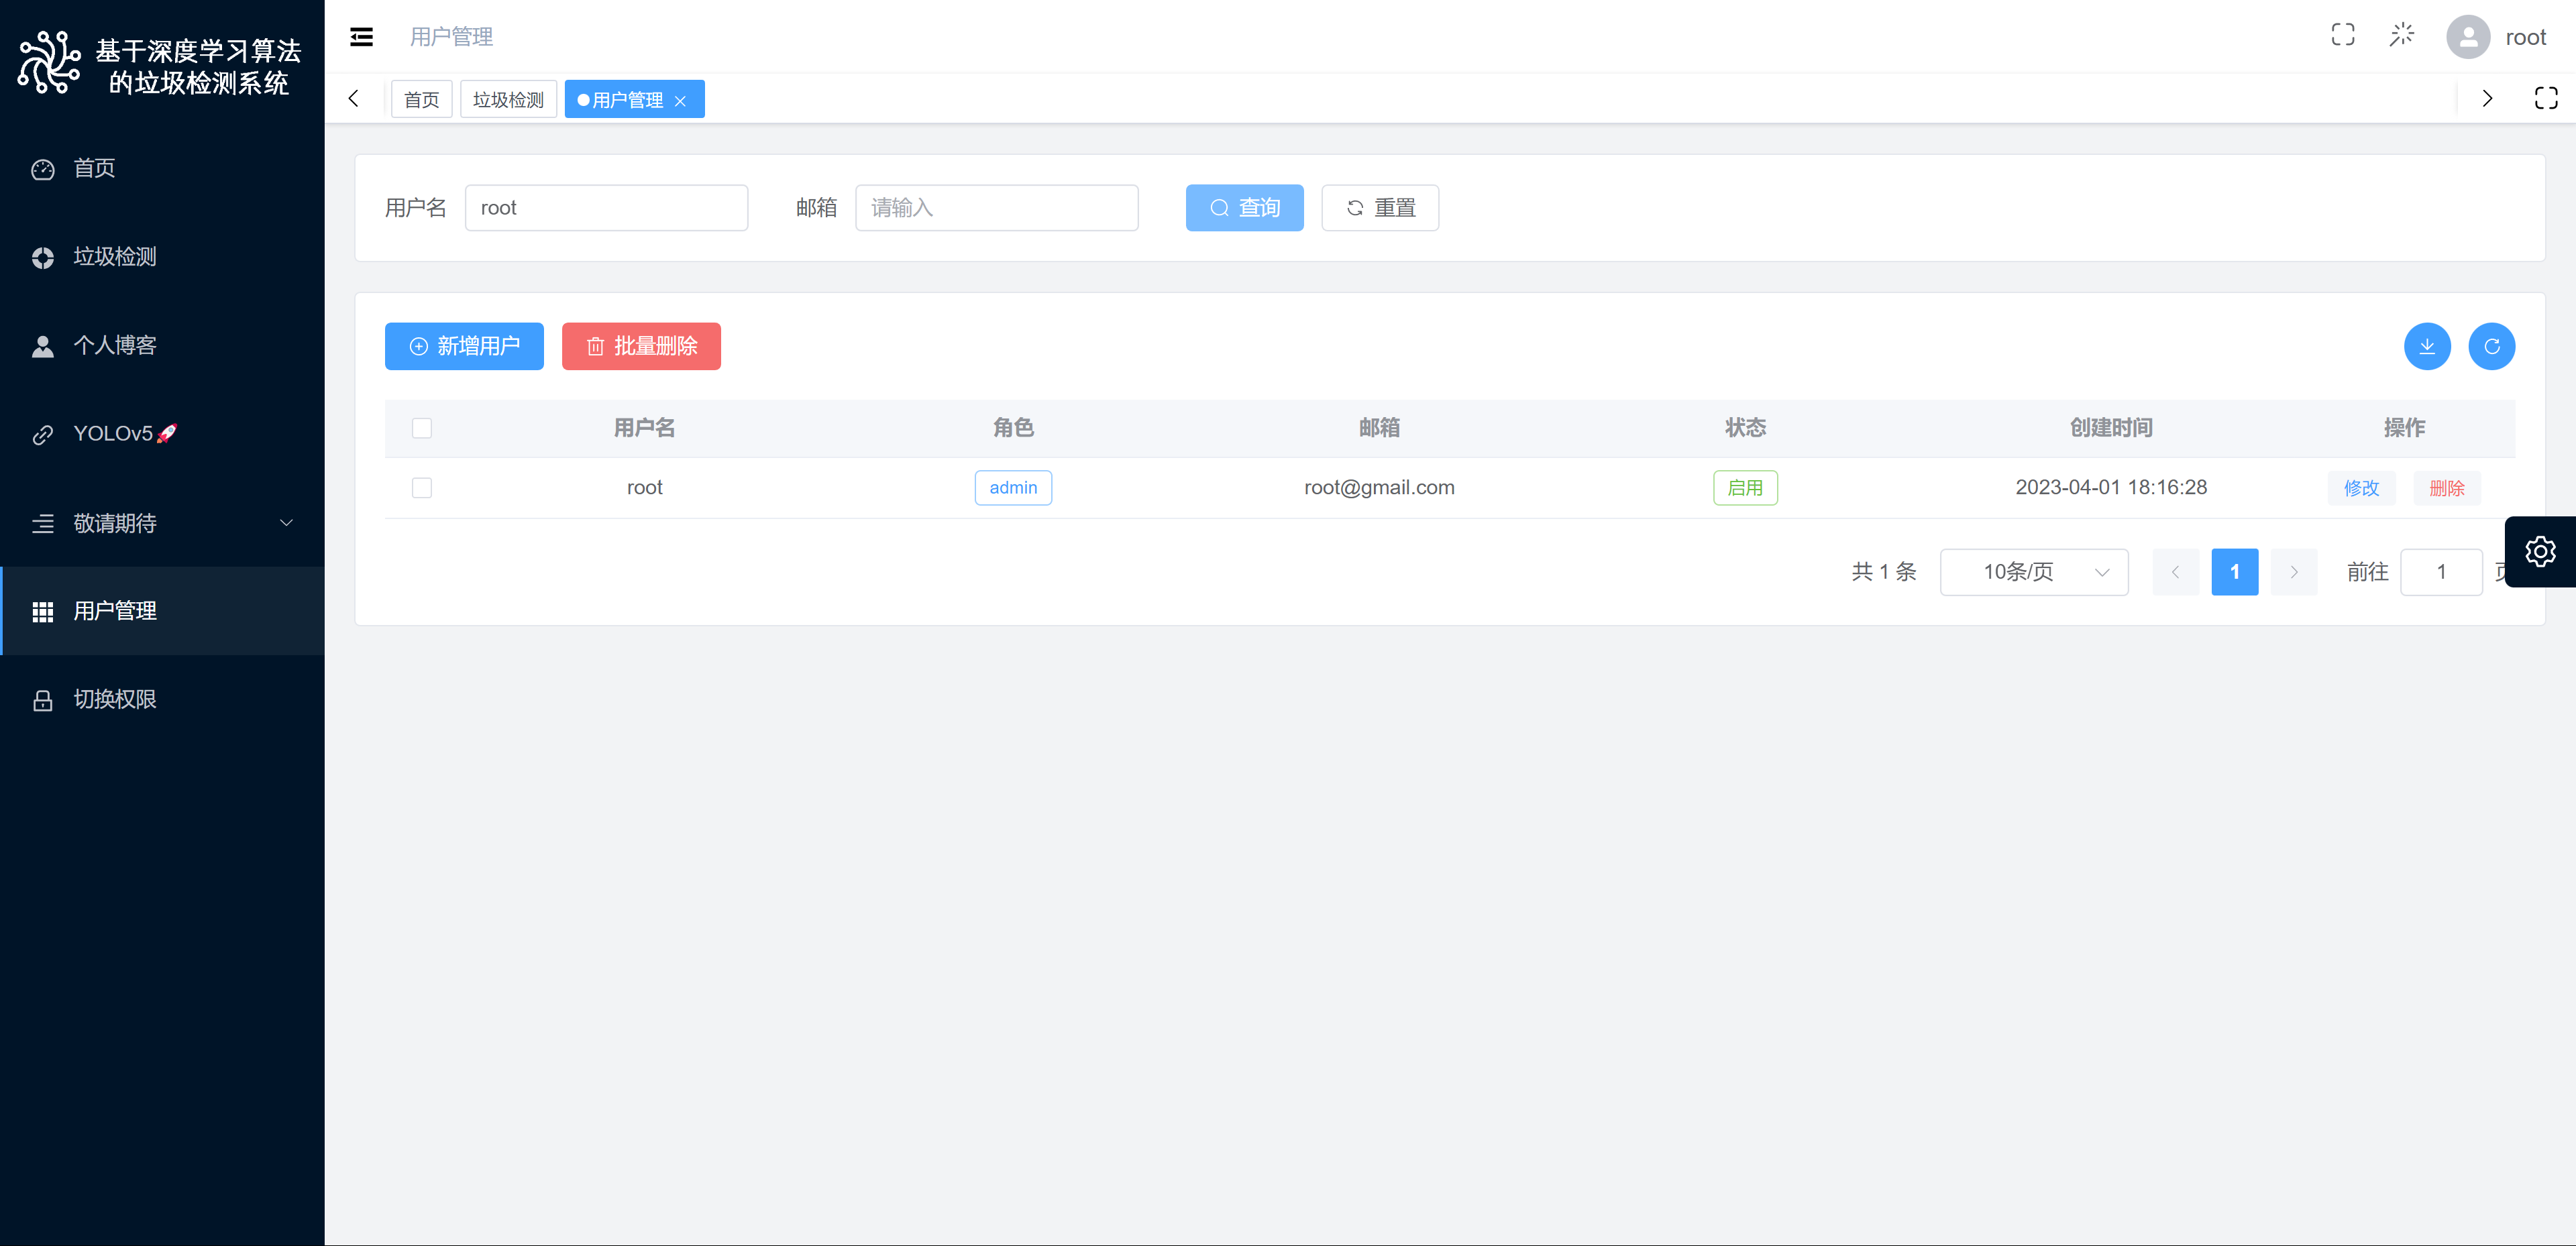 基于深度学习算法
的垃圾检测系统
用户管理
root
首页 垃圾检测 用户管理
首页
垃圾检测
个人博客
YOLOv5🚀
敬请期待
用户管理
切换权限
用户名 root 邮箱 请输入 查询 重置
新增用户 批量删除
用户名 角色 邮箱 状态 创建时间 操作
root admin root@gmail.com 启用 2023-04-01 18:16:28 修改 删除
共 1 条 10条/页 1 前往 1